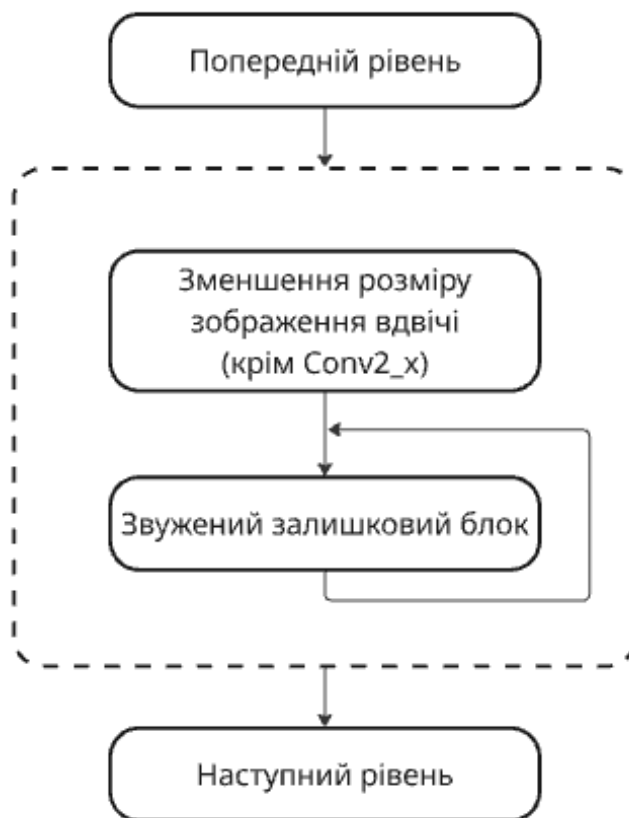 Попередній рівень
Зменшення розміру
зображення вдвічі
(крім Conv2_x)
Звужений залишковий блок
Наступний рівень